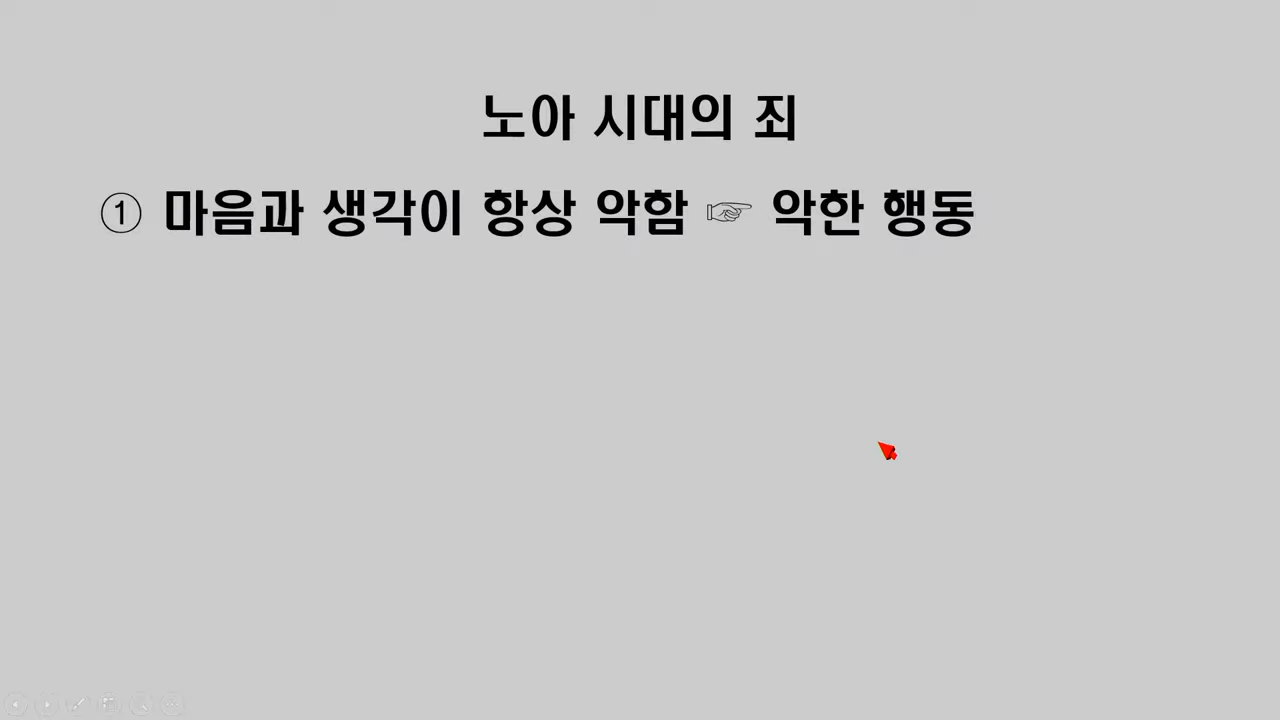 노아 시대의 죄
① 마음과 생각이 항상 악함 ☞ 악한 행동